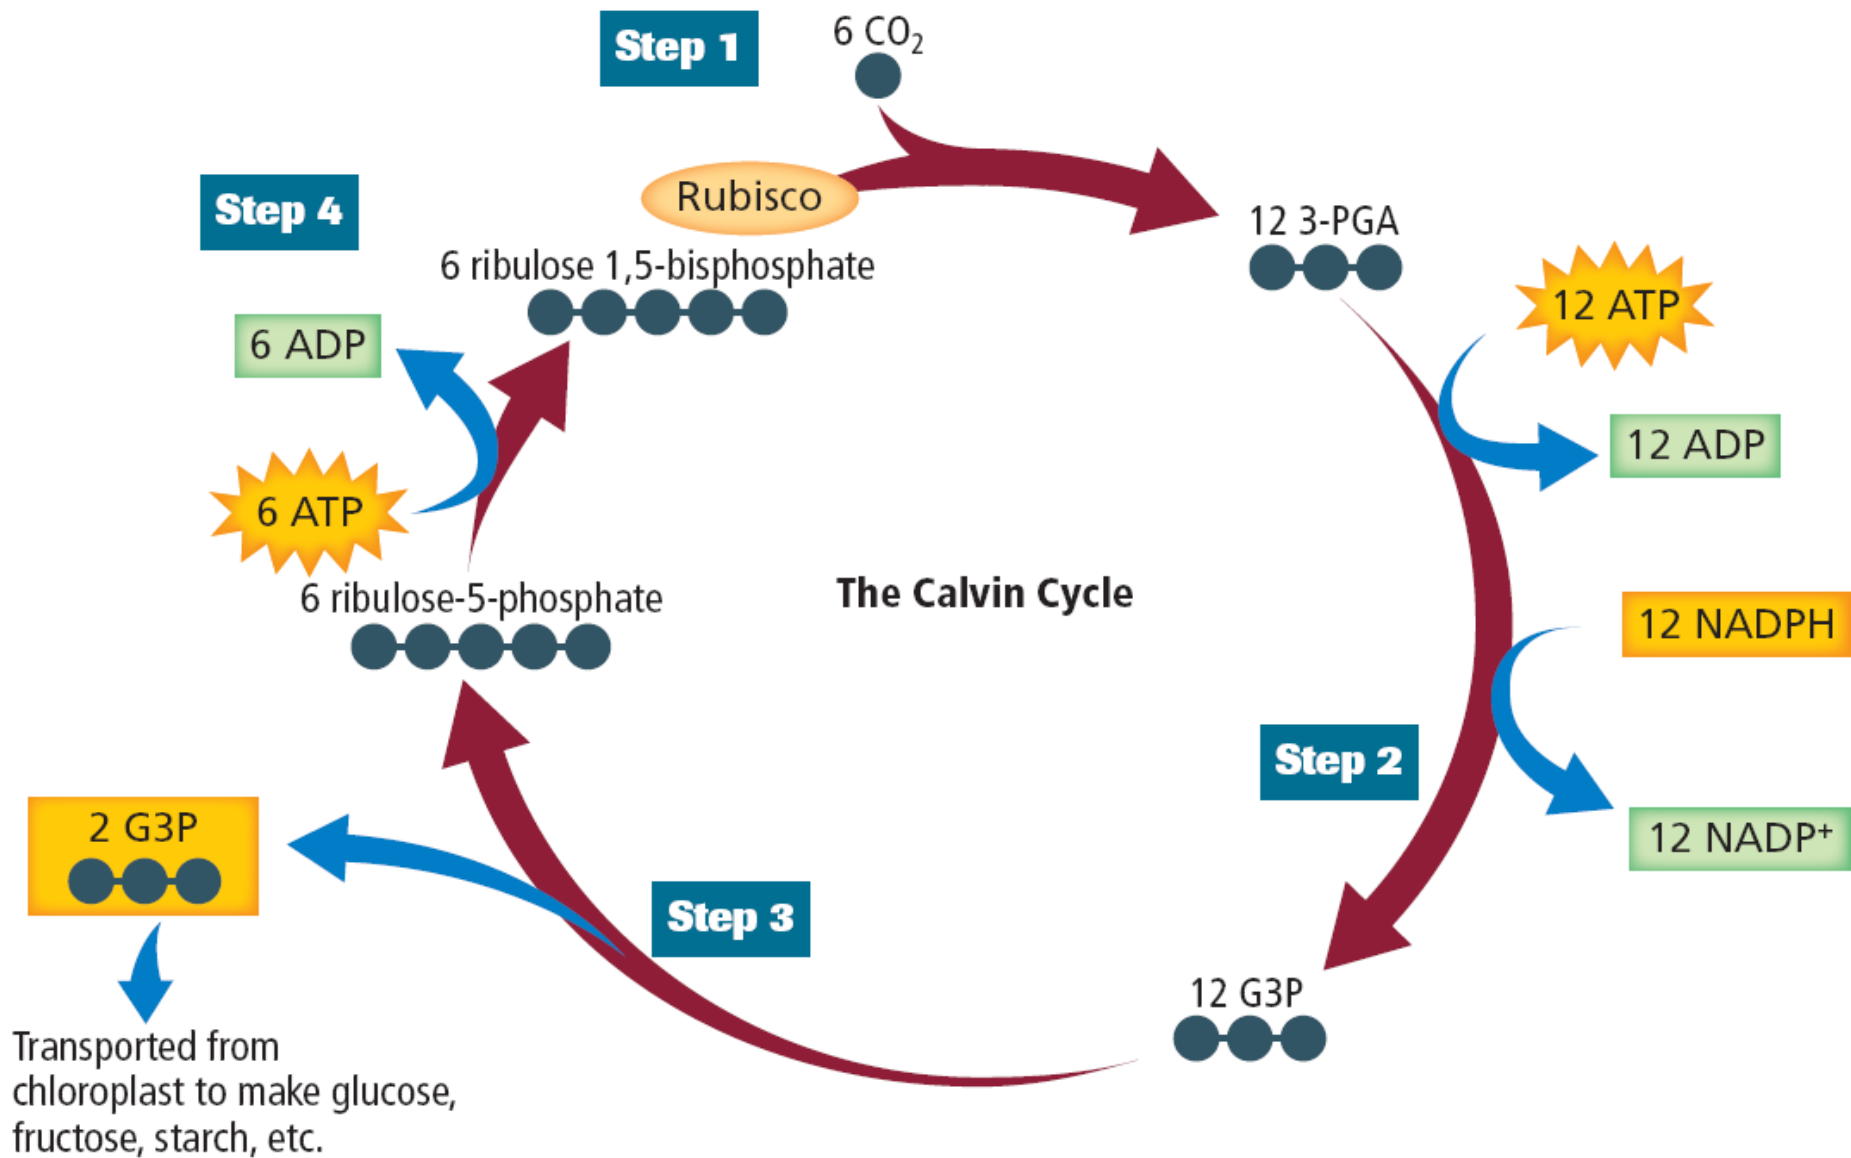 Step 1
6 CO₂
Rubisco
12 3-PGA
12 ATP
12 ADP
12 NADPH
12 NADP⁺
Step 2
12 G3P
Step 3
2 G3P
Transported from
chloroplast to make glucose,
fructose, starch, etc.
6 ribulose-5-phosphate
6 ATP
6 ADP
Step 4
6 ribulose 1,5-bisphosphate
The Calvin Cycle